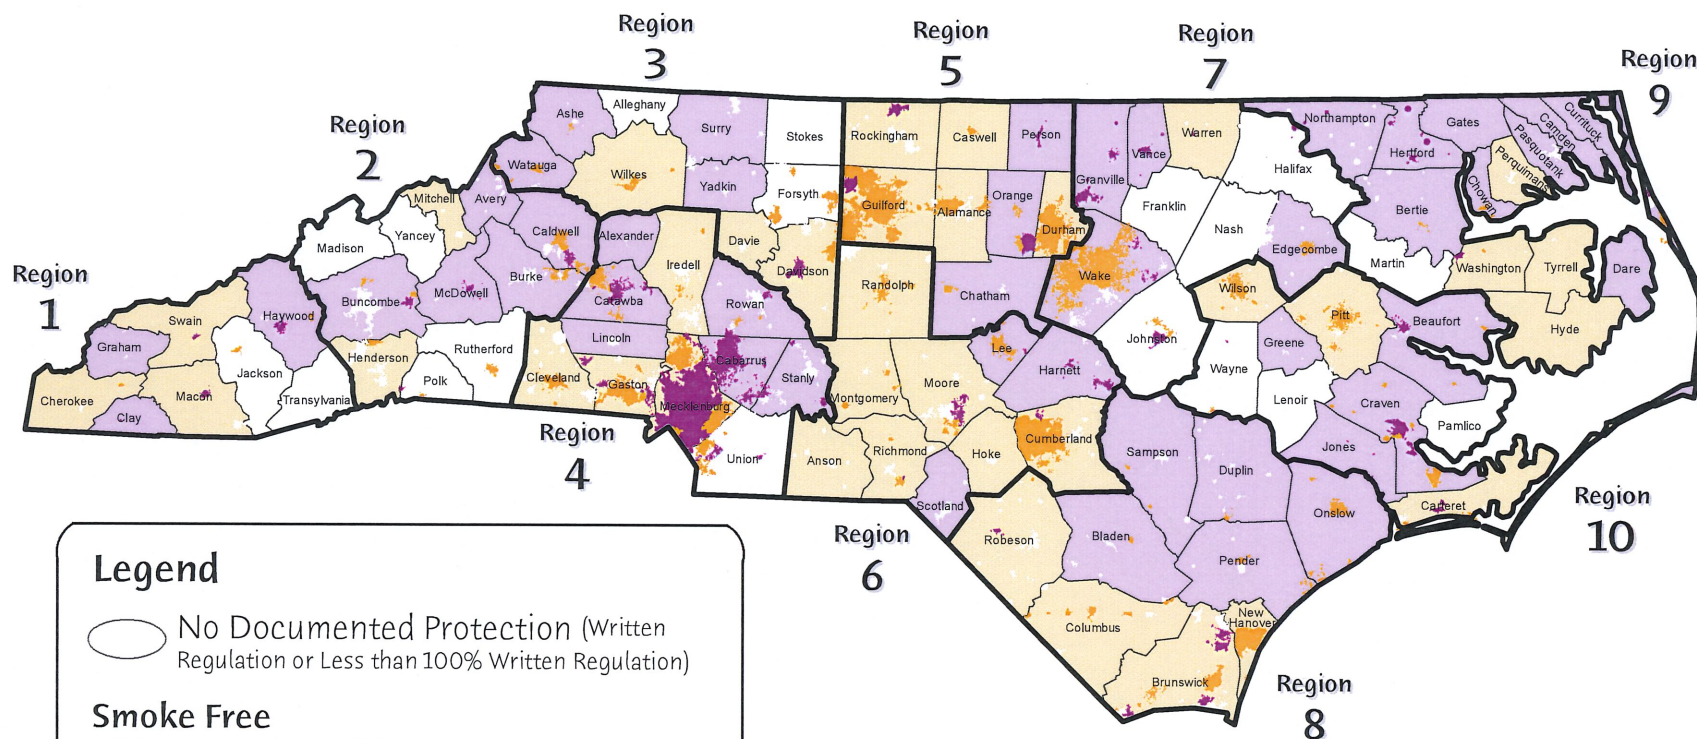 Region
3
Region
5
Region
7
Region
9
Region
2
Region
1
Region
4
Region
6
Region
8
Region
10
Ashe
Alleghany
Surry
Stokes
Rockingham
Caswell
Person
Granville
Vance
Warren
Northampton
Gates
Hertford
Halifax
Currituck
Camden
Pasquotank
Perquimans
Chowan
Bertie
Watauga
Wilkes
Yadkin
Forsyth
Guilford
Alamance
Orange
Durham
Franklin
Nash
Edgecombe
Martin
Washington
Tyrrell
Dare
Mitchell
Avery
Yancey
Madison
Caldwell
Alexander
Iredell
Davie
Davidson
Randolph
Chatham
Wake
Wilson
Pitt
Beaufort
Hyde
Buncombe
McDowell
Burke
Catawba
Rowan
Haywood
Swain
Graham
Cherokee
Clay
Macon
Jackson
Transylvania
Henderson
Polk
Rutherford
Cleveland
Lincoln
Gaston
Mecklenburg
Cabarrus
Stanly
Union
Montgomery
Moore
Lee
Harnett
Johnston
Wayne
Greene
Lenoir
Craven
Jones
Pamlico
Carteret
Anson
Richmond
Hoke
Scotland
Cumberland
Sampson
Duplin
Onslow
Robeson
Bladen
Pender
Columbus
New
Hanover
Brunswick
Legend
No Documented Protection (Written
Regulation or Less than 100% Written Regulation)
Smoke Free